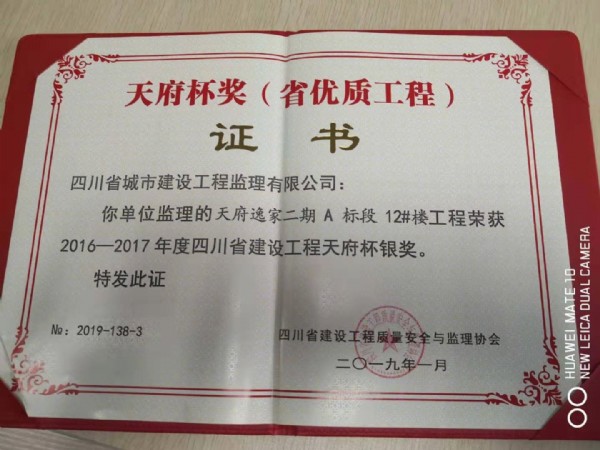 天府杯奖（省优质工程）
证书
四川省城市建设工程监理有限公司：
你单位监理的天府逸家二期 A 标段 12#楼工程荣获
2016—2017 年度四川省建设工程天府杯银奖。
特发此证
№：2019-138-3
四川省建设工程质量安全与监理协会
二〇一九年一月
HUAWEI MATE 10
NEW LEICA DUAL CAMERA